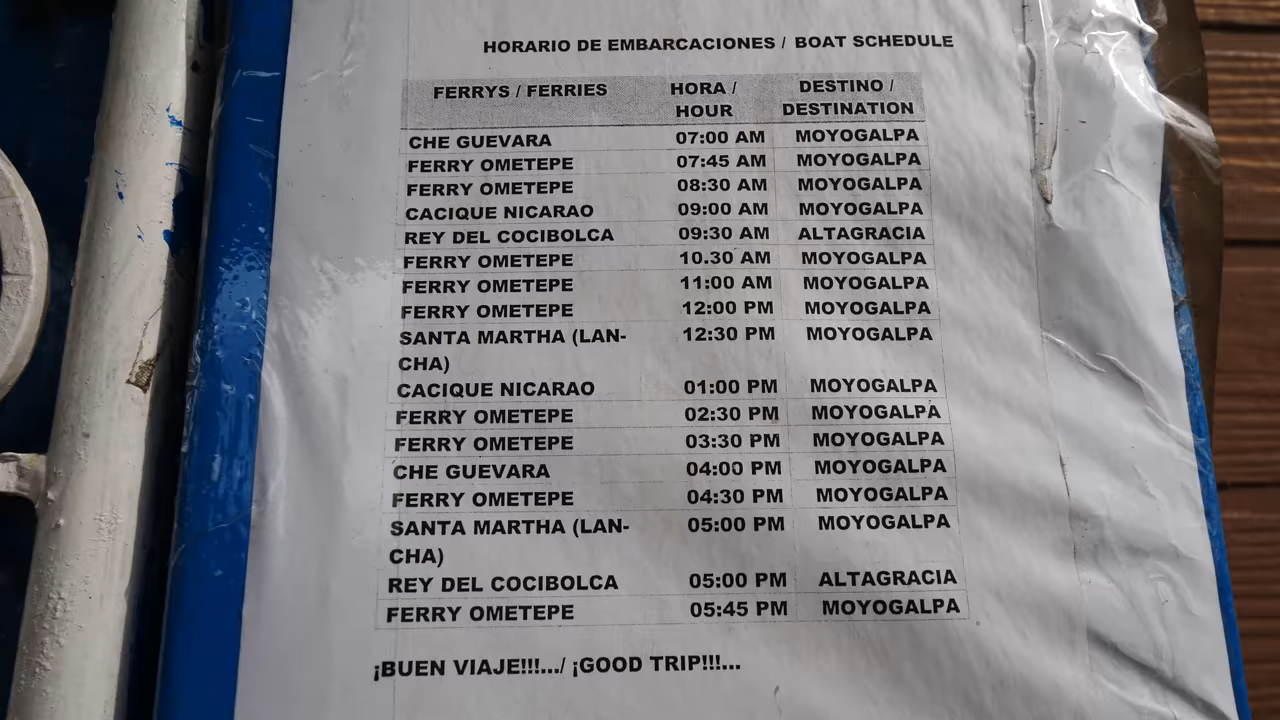 HORARIO DE EMBARCACIONES / BOAT SCHEDULE
FERRYS / FERRIES HORA / HOUR DESTINO / DESTINATION
CHE GUEVARA 07:00 AM MOYOGALPA
FERRY OMETEPE 07:45 AM MOYOGALPA
FERRY OMETEPE 08:30 AM MOYOGALPA
CACIQUE NICARAO 09:00 AM MOYOGALPA
REY DEL COCIBOLCA 09:30 AM ALTAGRACIA
FERRY OMETEPE 10.30 AM MOYOGALPA
FERRY OMETEPE 11:00 AM MOYOGALPA
FERRY OMETEPE 12:00 PM MOYOGALPA
SANTA MARTHA (LAN- 12:30 PM MOYOGALPA
CHA)
CACIQUE NICARAO 01:00 PM MOYOGALPA
FERRY OMETEPE 02:30 PM MOYOGALPA
FERRY OMETEPE 03:30 PM MOYOGALPA
CHE GUEVARA 04:00 PM MOYOGALPA
FERRY OMETEPE 04:30 PM MOYOGALPA
SANTA MARTHA (LAN- 05:00 PM MOYOGALPA
CHA)
REY DEL COCIBOLCA 05:00 PM ALTAGRACIA
FERRY OMETEPE 05:45 PM MOYOGALPA
¡BUEN VIAJE!!!.../ ¡GOOD TRIP!!!...